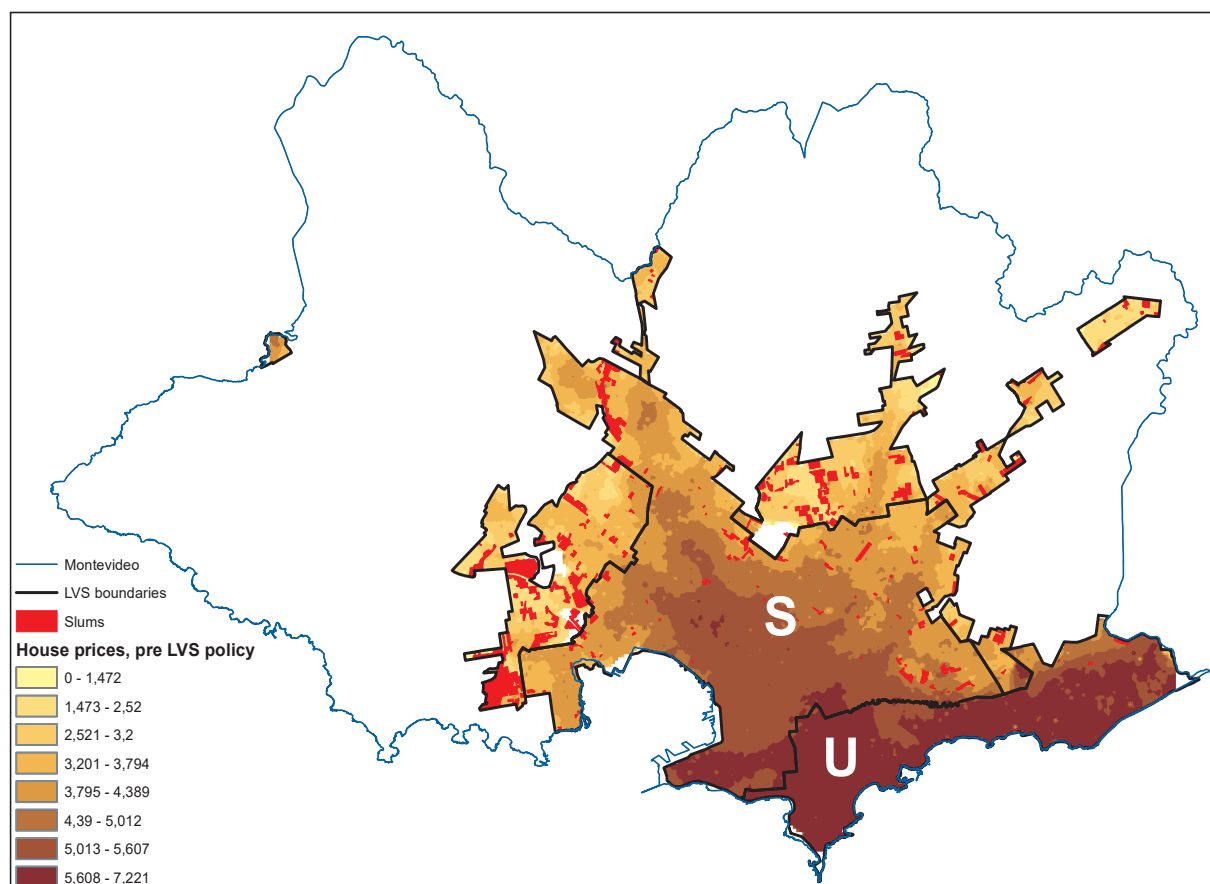 S
U
Montevideo
LVS boundaries
Slums
House prices, pre LVS policy
0 - 1,472
1,473 - 2,52
2,521 - 3,2
3,201 - 3,794
3,795 - 4,389
4,39 - 5,012
5,013 - 5,607
5,608 - 7,221